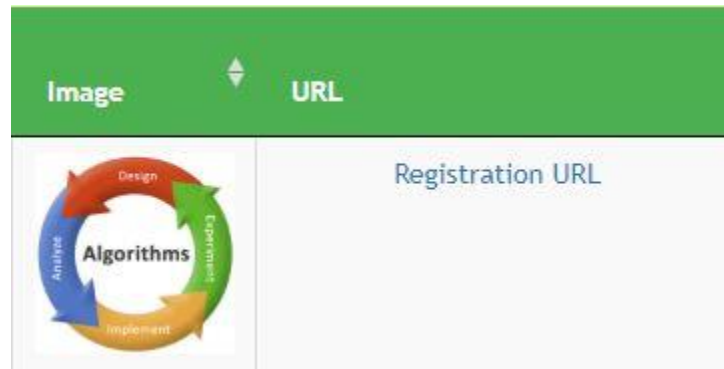 Image
URL
Registration URL
Design
Experiment
Algorithms
Analyze
Implement